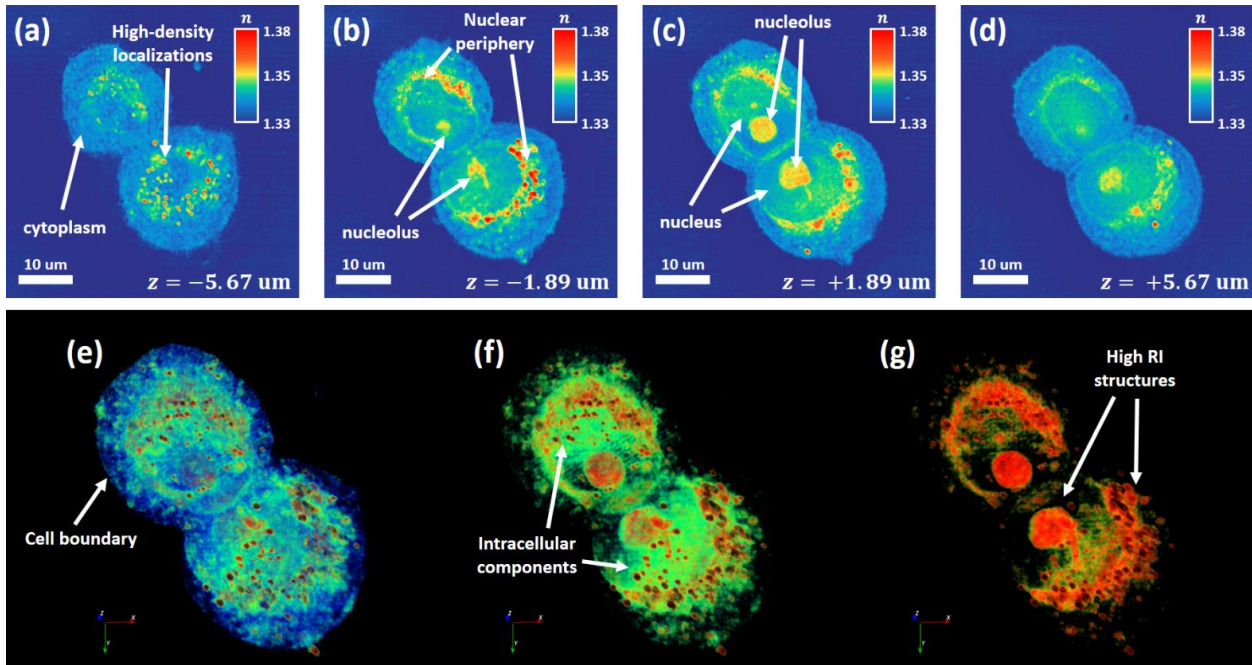 (a)
High-density
localizations
n
1.38
1.35
1.33
cytoplasm
10 um
z = −5.67 um
(b)
Nuclear
periphery
n
1.38
1.35
1.33
nucleolus
10 um
z = −1.89 um
(c)
nucleolus
n
1.38
1.35
1.33
nucleus
10 um
z = +1.89 um
(d)
n
1.38
1.35
1.33
10 um
z = +5.67 um
(e)
Cell boundary
z
X
Y
(f)
Intracellular
components
z
X
Y
(g)
High RI
structures
z
X
Y